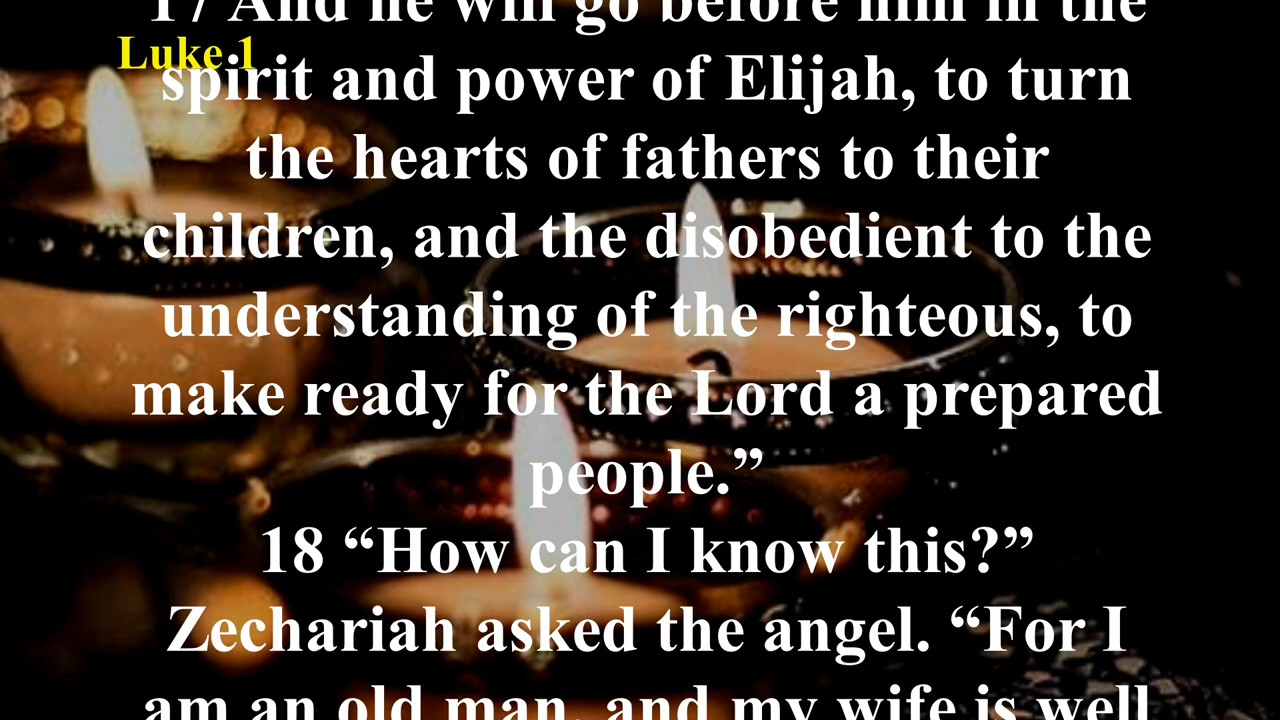 17 And he will go before him in the
Luke 1
spirit and power of Elijah, to turn
the hearts of fathers to their
children, and the disobedient to the
understanding of the righteous, to
make ready for the Lord a prepared
people.”
18 “How can I know this?”
Zechariah asked the angel. “For I
am an old man, and my wife is well